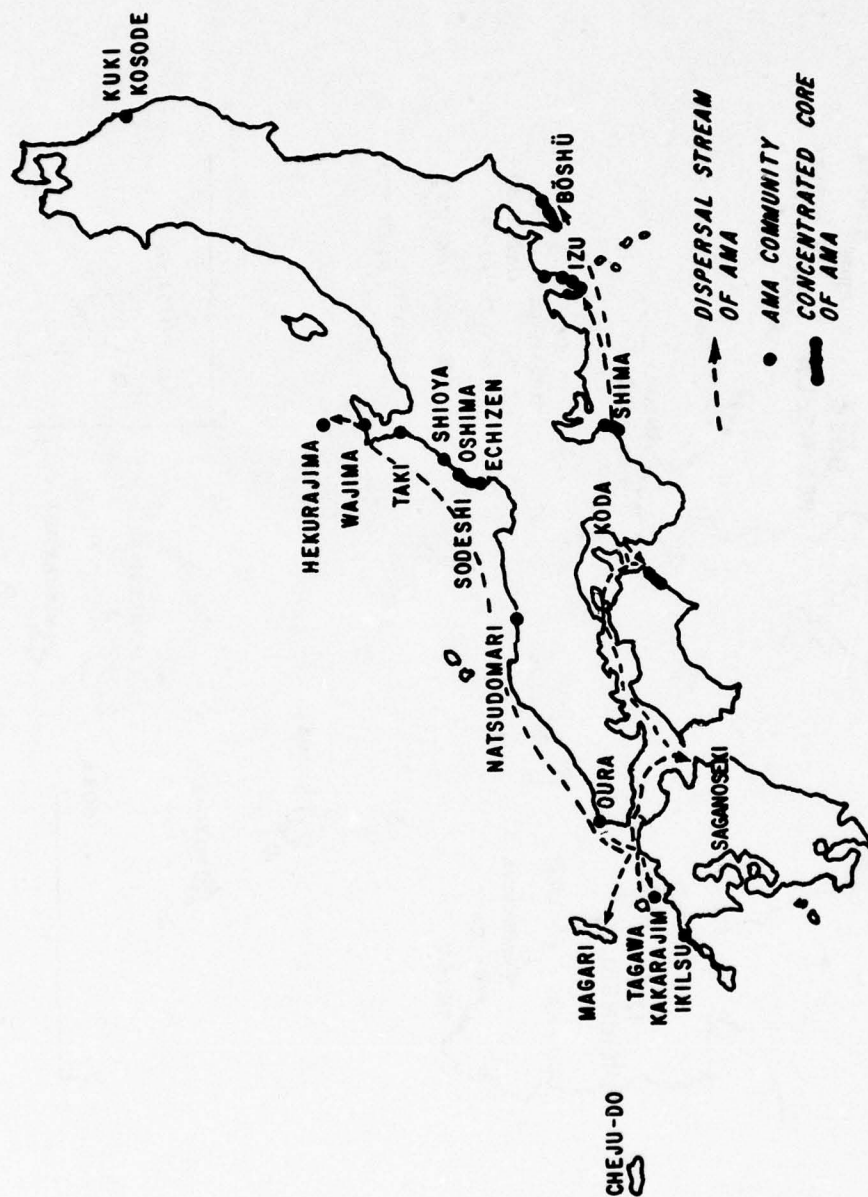 KUKI
KOSODE
HEKURAJIMA
WAJIMA
TAKI
SHIOYA
OSHIMA
ECHIZEN
SODESHI
NATSUDOMARI
OURA
MAGARI
TAGAWA
KAKARAJIM
IKILSU
SAGANOSEKI
CHEJU-DO
KODA
SHIMA
IZU
BŌSHŪ
DISPERSAL STREAM
OF AMA
AMA COMMUNITY
CONCENTRATED CORE
OF AMA